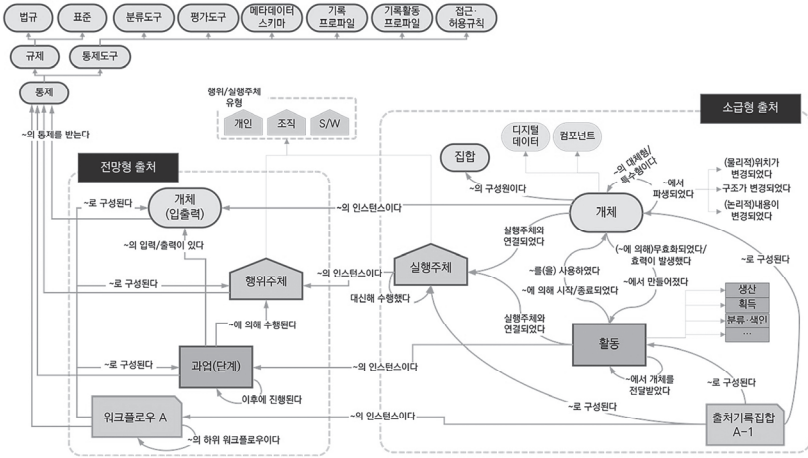 법규
표준
분류도구
평가도구
메타데이터
스키마
기록
프로파일
기록활동
프로파일
접근·
허용규칙
규제
통제도구
통제
~의 통제를 받는다
행위/실행주체
유형
개인
조직
S/W
소급형 출처
디지털
데이터
컴포넌트
집합
~의 대체형/
특수형이다
~에서
파생되었다
(물리적)위치가
변경되었다
구조가 변경되었다
(논리적)내용이
변경되었다
~의 구성원이다
개체
전망형 출처
~로 구성된다
개체
(입출력)
~의 인스턴스이다
~의 입력/출력이 있다
실행주체와
연결되었다
(~에 의해)무효화되었다/
효력이 발생했다
~로 구성된다
~를(을) 사용하였다
~에 의해 시작/종료되었다
~에서 만들어졌다
~로 구성된다
행위주체
~의 인스턴스이다
실행주체
대신해 수행했다
생산
획득
분류·색인
...
~에 의해 수행된다
실행주체와
연결되었다
활동
~로 구성된다
과업(단계)
~의 인스턴스이다
~에서 개체를
전달받았다
~로 구성된다
이후에 진행된다
~로 구성된다
워크플로우 A
~이 인스턴스이다
출처기록집합
A-1
~의 하위 워크플로우이다